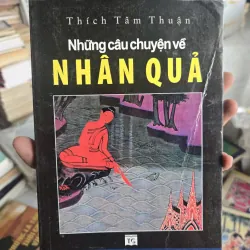 Thích Tâm Thuận
Những câu chuyện về
NHÂN QUẢ